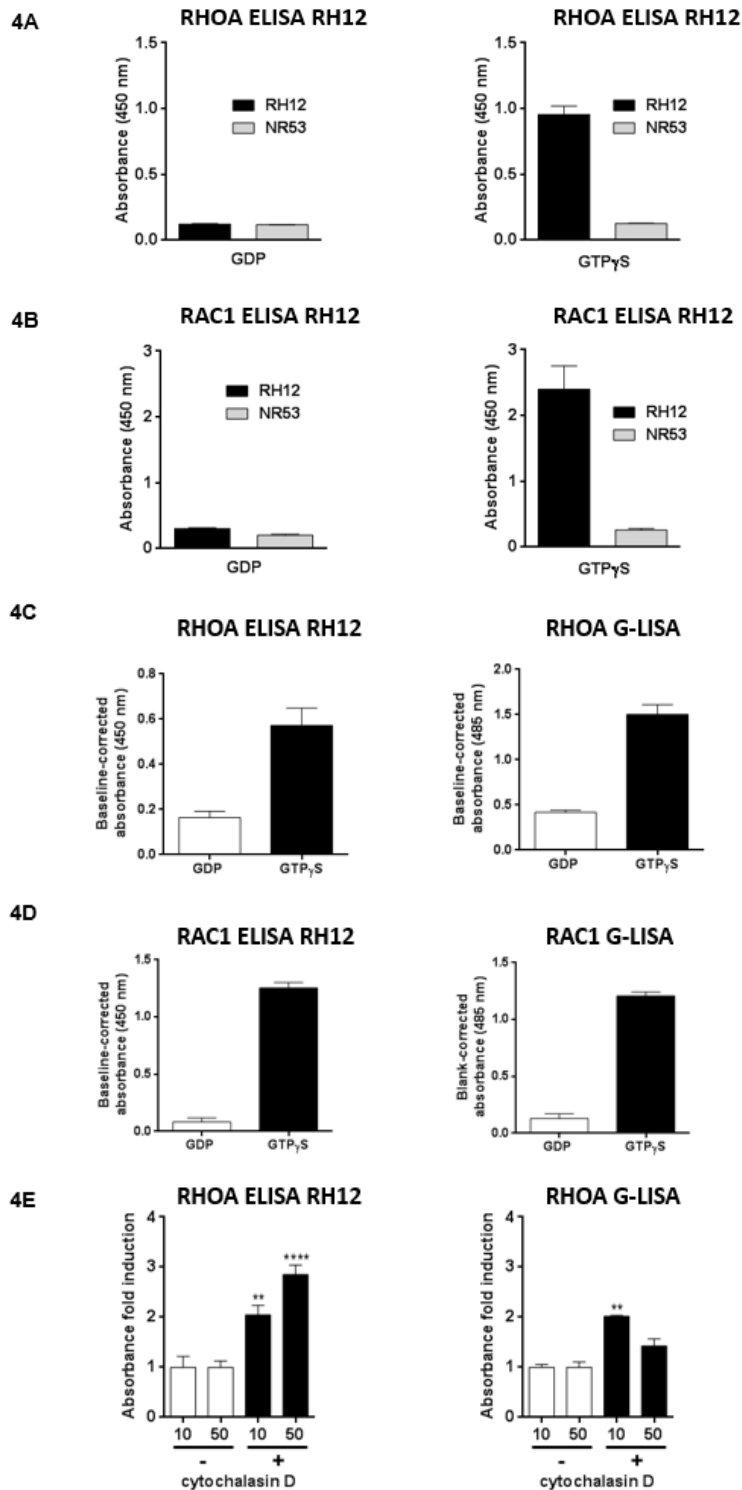 4A
RHOA ELISA RH12
Absorbance (450 nm)
1.5
1.0
0.5
0.0
RH12
NR53
GDP
RHOA ELISA RH12
Absorbance (450 nm)
1.5
1.0
0.5
0.0
RH12
NR53
GTPγS
4B
RAC1 ELISA RH12
Absorbance (450 nm)
3
2
1
0
RH12
NR53
GDP
RAC1 ELISA RH12
Absorbance (450 nm)
3
2
1
0
RH12
NR53
GTPγS
4C
RHOA ELISA RH12
Baseline-corrected
absorbance (450 nm)
0.8
0.6
0.4
0.2
0.0
GDP GTPγS
RHOA G-LISA
Baseline-corrected
absorbance (485 nm)
2.0
1.5
1.0
0.5
0.0
GDP GTPγS
4D
RAC1 ELISA RH12
Baseline-corrected
absorbance (450 nm)
1.5
1.0
0.5
0.0
GDP GTPγS
RAC1 G-LISA
Blank-corrected
absorbance (485 nm)
1.5
1.0
0.5
0.0
GDP GTPγS
4E
RHOA ELISA RH12
Absorbance fold induction
4
3
2
1
0
**
****
10 50 10 50
- +
cytochalasin D
RHOA G-LISA
Absorbance fold induction
4
3
2
1
0
**
10 50 10 50
- +
cytochalasin D